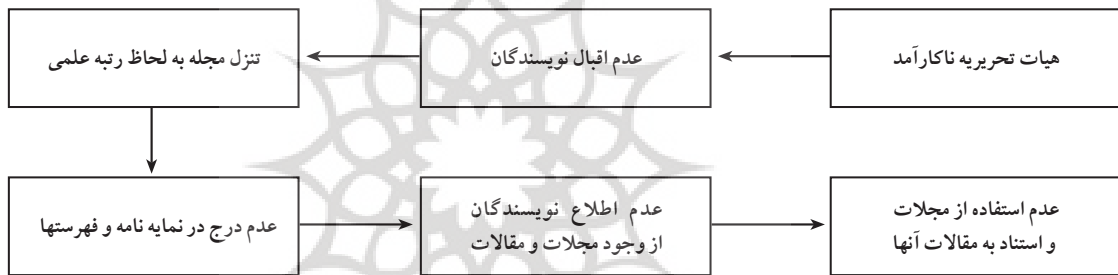 هیات تحریریه ناکارآمد
عدم اقبال نویسندگان
تنزل مجله به لحاظ رتبه علمی
عدم درج در نمایه نامه و فهرستها
عدم اطلاع نویسندگان
از وجود مجلات و مقالات
عدم استفاده از مجلات
و استناد به مقالات آنها